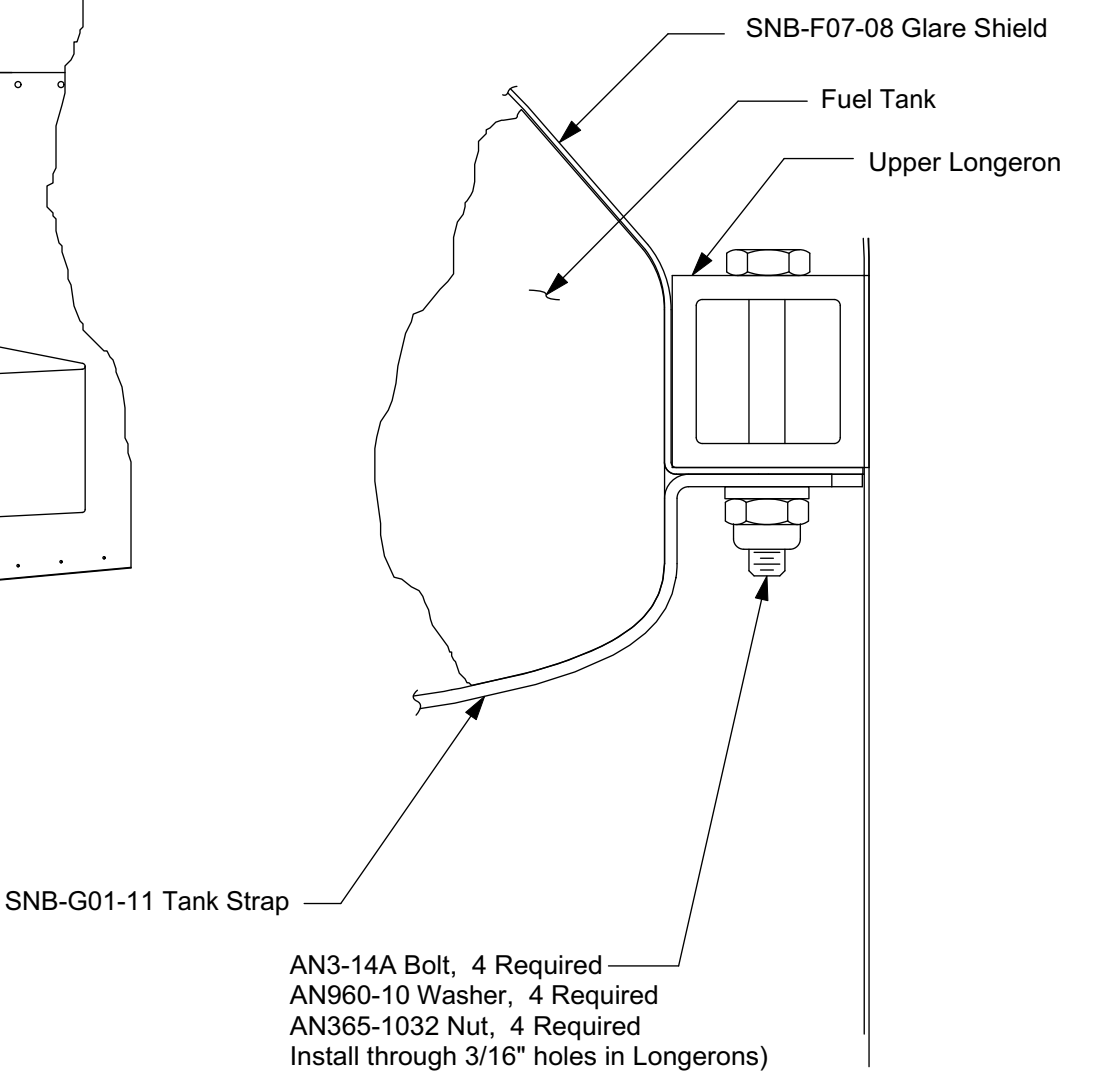 SNB-F07-08 Glare Shield
Fuel Tank
Upper Longeron
SNB-G01-11 Tank Strap
AN3-14A Bolt,  4 Required
AN960-10 Washer,  4 Required
AN365-1032 Nut,  4 Required
Install through 3/16" holes in Longerons)